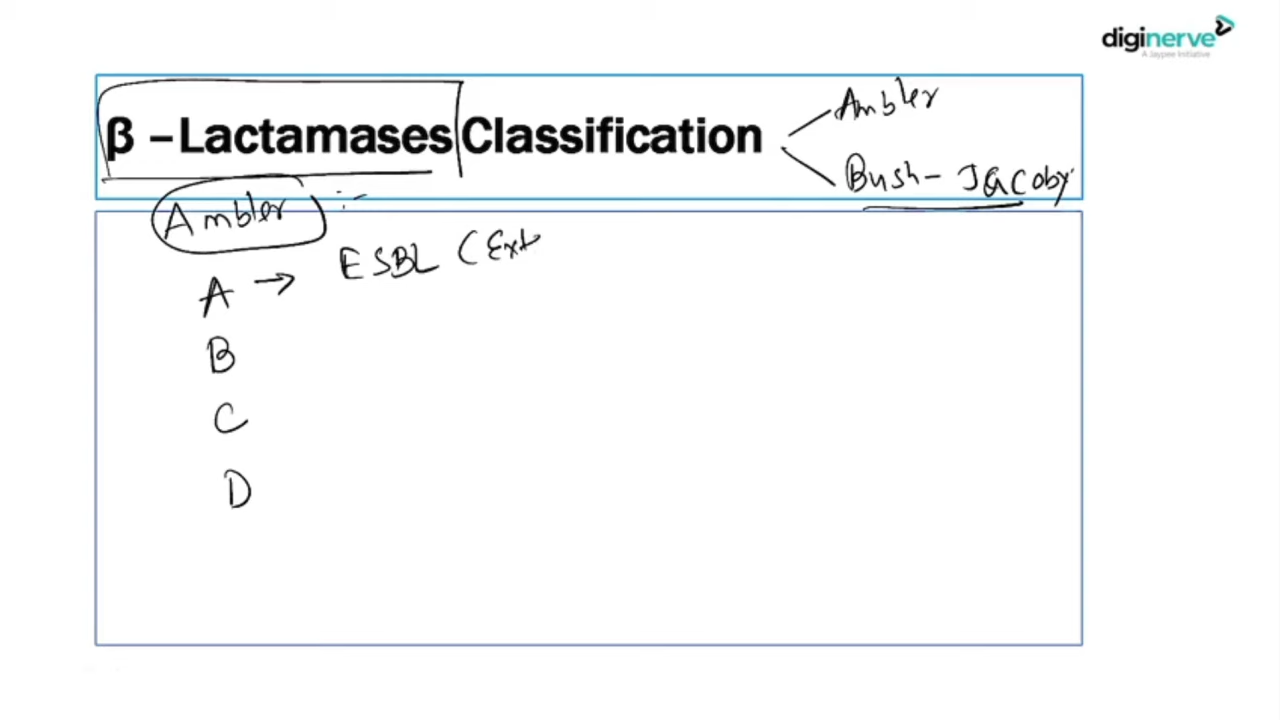 diginerve
A Jaypee Initiative
β – Lactamases Classification
Ambler
Bush - Jacoby
Ambler :-
A → ESBL (Ext
B
C
D